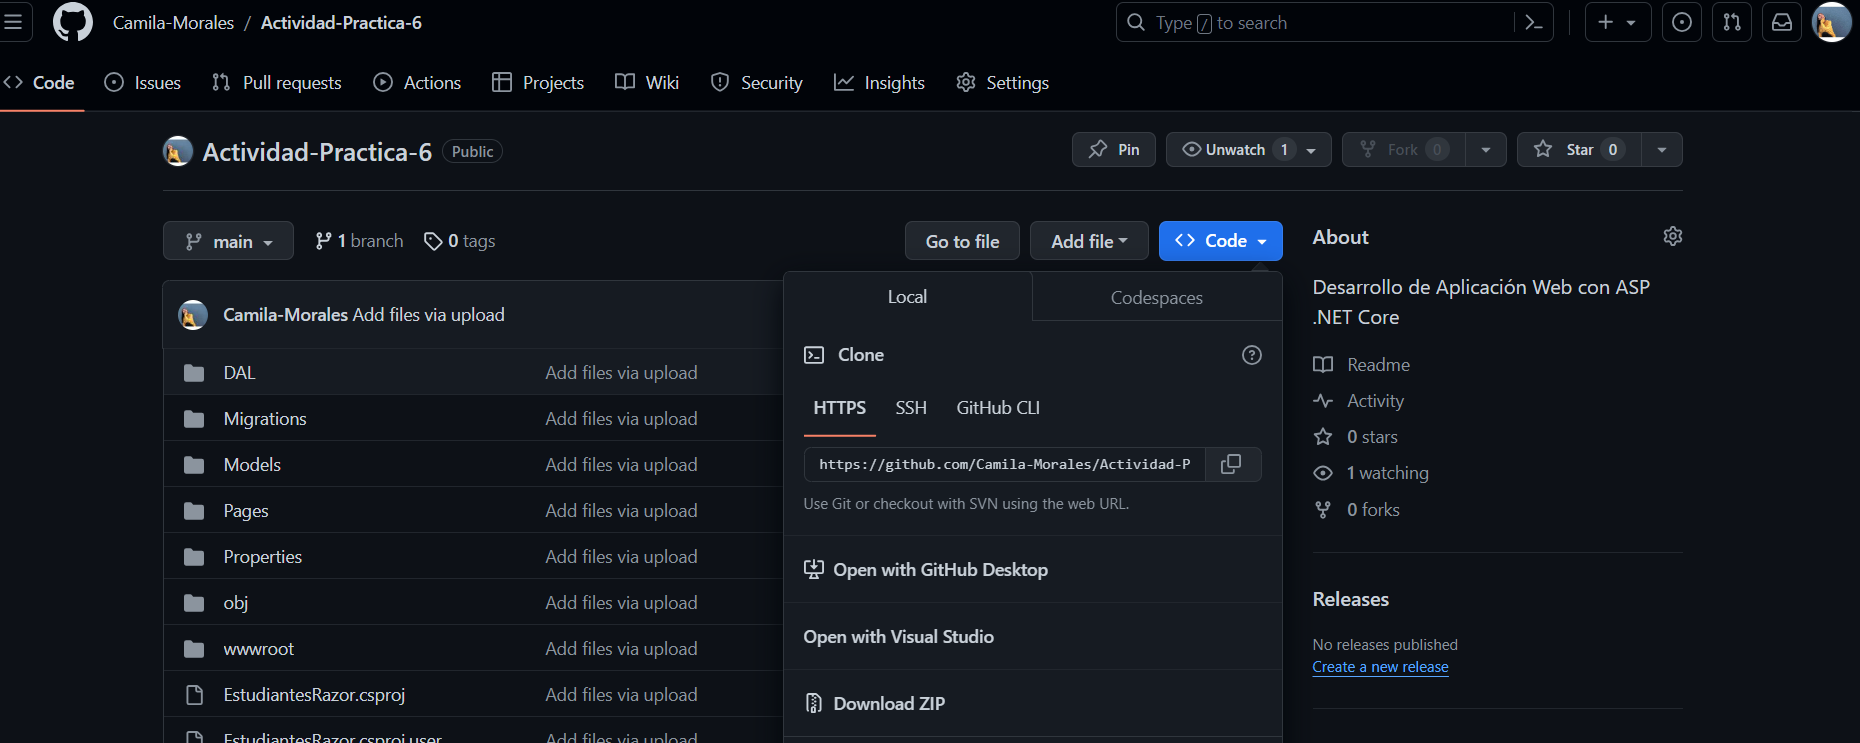 Camila-Morales / Actividad-Practica-6
Type / to search
Code Issues Pull requests Actions Projects Wiki Security Insights Settings
Actividad-Practica-6 Public
Pin Unwatch 1 Fork 0 Star 0
main 1 branch 0 tags Go to file Add file Code
Local Codespaces
Clone
HTTPS SSH GitHub CLI
https://github.com/Camila-Morales/Actividad-P
Use Git or checkout with SVN using the web URL.
Open with GitHub Desktop
Open with Visual Studio
Download ZIP
Camila-Morales Add files via upload
DAL Add files via upload
Migrations Add files via upload
Models Add files via upload
Pages Add files via upload
Properties Add files via upload
obj Add files via upload
wwwroot Add files via upload
EstudiantesRazor.csproj Add files via upload
EstudiantesRazor.csproj.user Add files via upload
About
Desarrollo de Aplicación Web con ASP
.NET Core
Readme
Activity
0 stars
1 watching
0 forks
Releases
No releases published
Create a new release